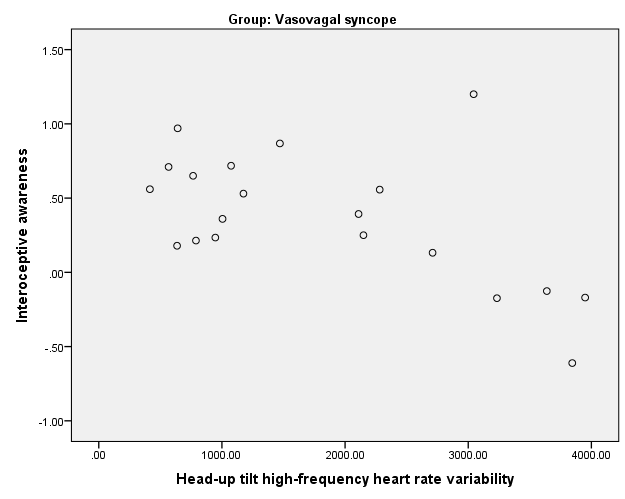 Group: Vasovagal syncope
1.50
1.00
.50
.00
-.50
-1.00
Interoceptive awareness
.00 1000.00 2000.00 3000.00 4000.00
Head-up tilt high-frequency heart rate variability